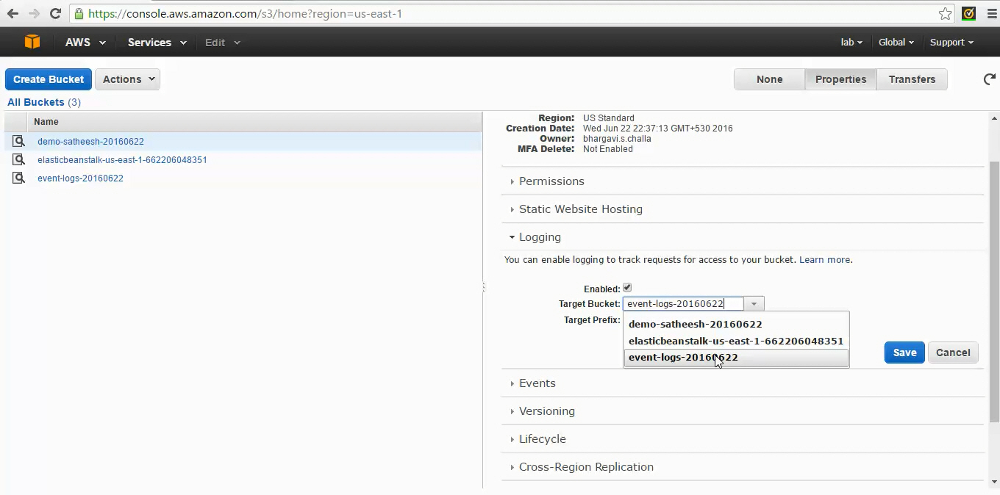 https://console.aws.amazon.com/s3/home?region=us-east-1
AWS Services Edit lab Global Support
Create Bucket Actions None Properties Transfers
All Buckets (3)
Name
demo-satheesh-20160622
elasticbeanstalk-us-east-1-662206048351
event-logs-20160622
Region: US Standard
Creation Date: Wed Jun 22 22:37:13 GMT+530 2016
Owner: bhargavi.s.challa
MFA Delete: Not Enabled
Permissions
Static Website Hosting
Logging
You can enable logging to track requests for access to your bucket. Learn more.
Enabled:
Target Bucket: event-logs-20160622
Target Prefix:
demo-satheesh-20160622
elasticbeanstalk-us-east-1-662206048351
event-logs-20160622
Save Cancel
Events
Versioning
Lifecycle
Cross-Region Replication